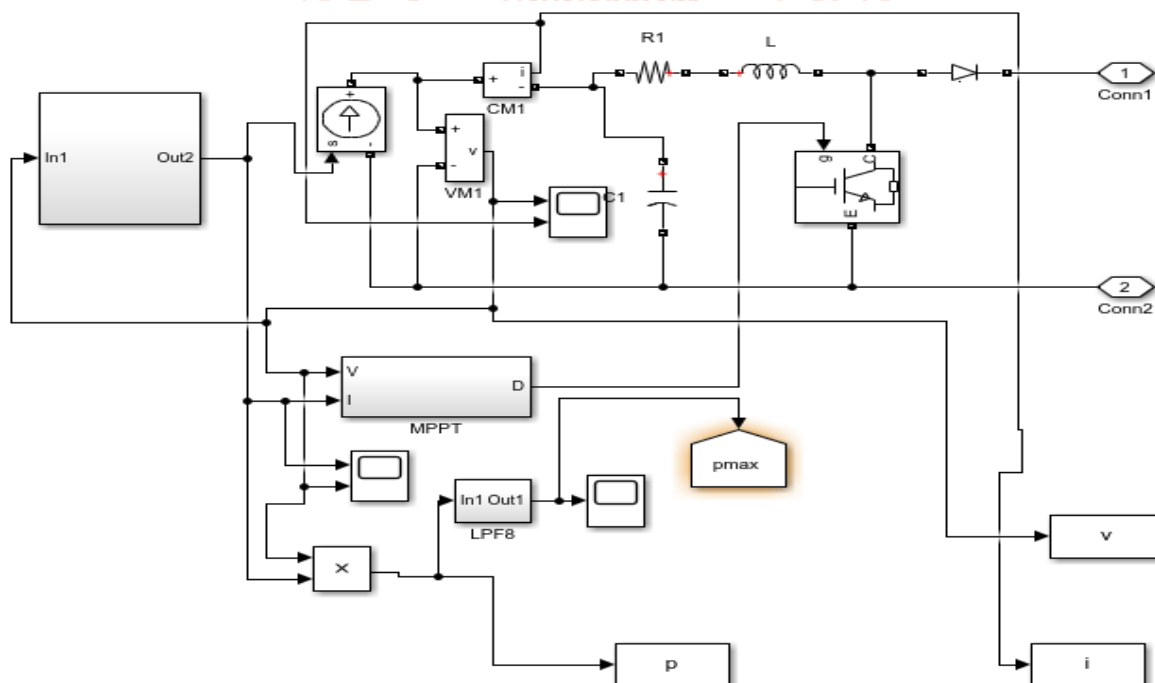 R1
L
i
+
-
CM1
1
Conn1
+
s
-
In1
Out2
+
v
-
VM1
g
C
E
C1
2
Conn2
V
I
D
MPPT
pmax
In1 Out1
LPF8
v
X
p
i